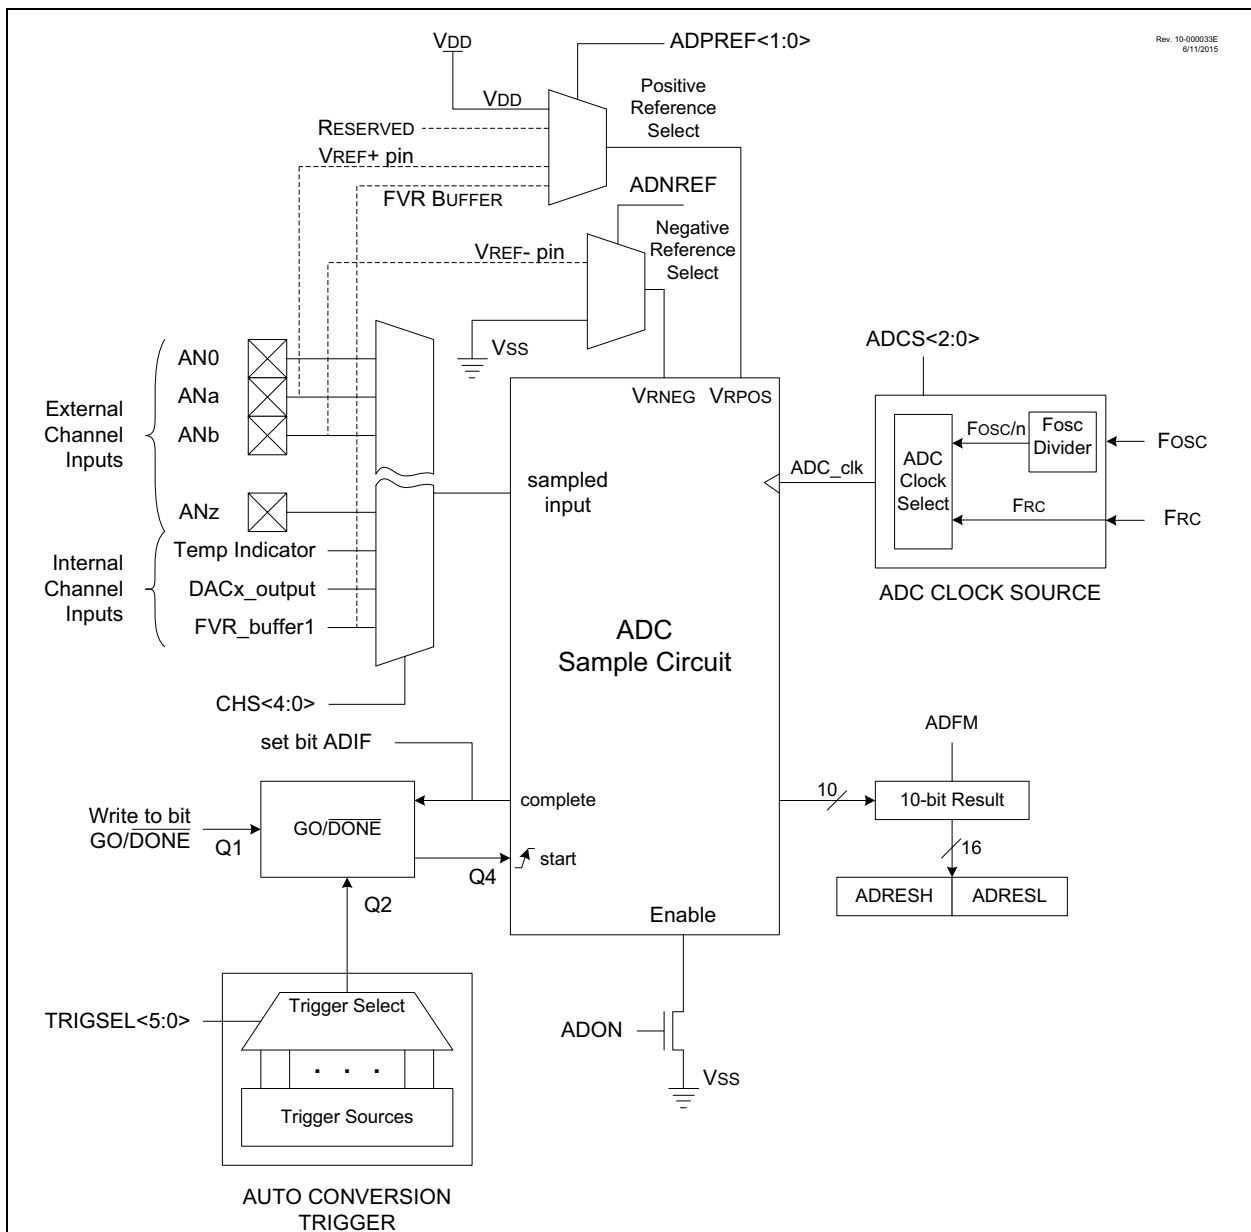 Rev. 10-000033E
6/11/2015
VDD
ADPREF<1:0>
VDD
Positive
Reference
Select
RESERVED
VREF+ pin
FVR BUFFER
ADNREF
Negative
Reference
Select
VREF- pin
VSS
ADCS<2:0>
External
Channel
Inputs
AN0
ANa
ANb
ANz
Internal
Channel
Inputs
Temp Indicator
DACx_output
FVR_buffer1
CHS<4:0>
VRNEG VRPOS
sampled
input
ADC_clk
ADC
Clock
Select
FOSC/n
Fosc
Divider
FOSC
FRC
FRC
ADC CLOCK SOURCE
ADC
Sample Circuit
set bit ADIF
complete
Write to bit
GO/DONE
Q1
GO/DONE
Q4
start
Q2
Enable
ADFM
10
10-bit Result
16
ADRESH
ADRESL
TRIGSEL<5:0>
Trigger Select
. . .
Trigger Sources
AUTO CONVERSION
TRIGGER
ADON
VSS